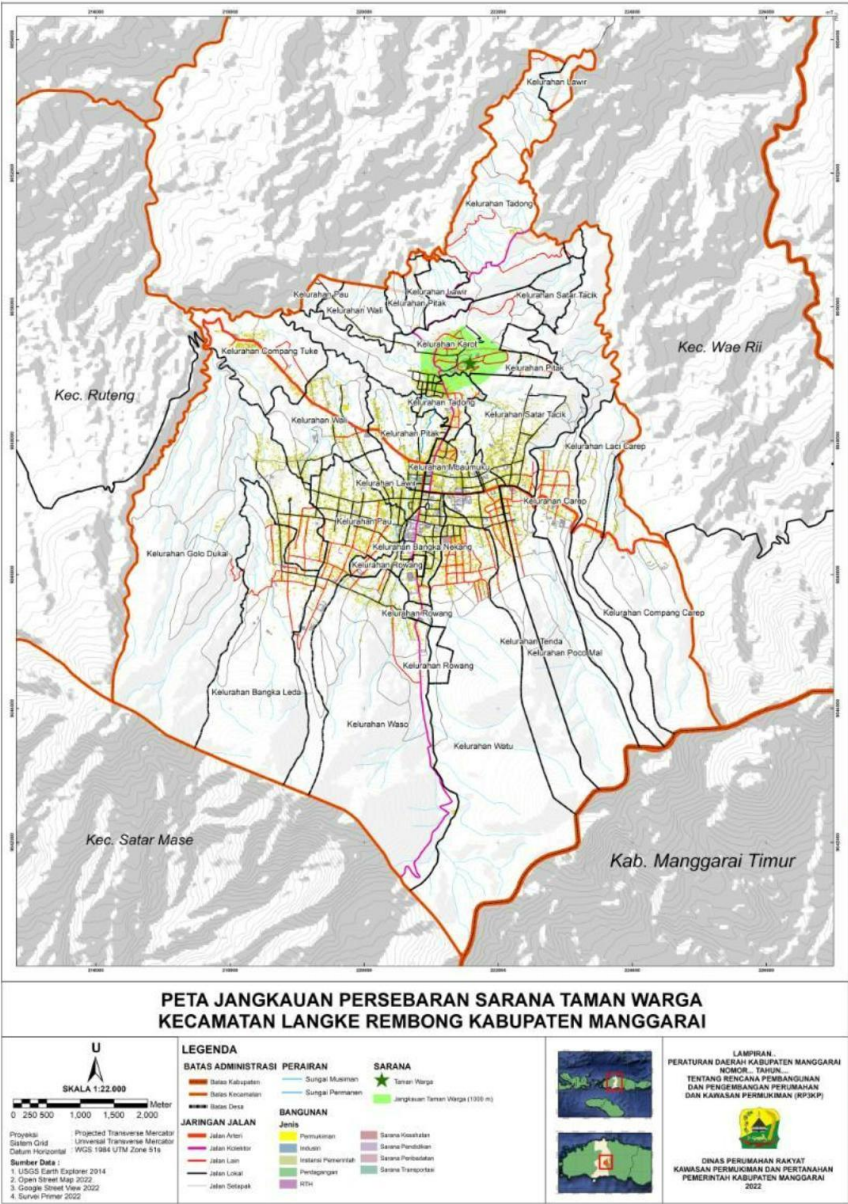 Kelurahan Lawir
Kelurahan Tadong
Kelurahan Pau
Kelurahan Lawir
Kelurahan Satar Tacik
Kelurahan Wali
Kelurahan Pitak
Kelurahan Karot
Kelurahan Compang Tuke
Kec. Wae Rii
Kelurahan Pitak
Kec. Ruteng
Kelurahan Tadong
Kelurahan Satar Tacik
Kelurahan Wali
Kelurahan Pitak
Kelurahan Laci Carep
Kelurahan Mbaumuku
Kelurahan Lawir
Kelurahan Carep
Kelurahan Pau
Kelurahan Bangka Nekang
Kelurahan Golo Dukal
Kelurahan Rowang
Kelurahan Rowang
Kelurahan Compang Carep
Kelurahan Tenda
Kelurahan Poco Mal
Kelurahan Rowang
Kelurahan Bangka Leda
Kelurahan Waso
Kelurahan Watu
Kec. Satar Mase
Kab. Manggarai Timur
PETA JANGKAUAN PERSEBARAN SARANA TAMAN WARGA
KECAMATAN LANGKE REMBONG KABUPATEN MANGGARAI
U
SKALA 1:22.000
Meter
0 250 500 1,000 1,500 2,000
Proyeksi : Projected Transverse Mercator
Sistem Grid : Universal Transverse Mercator
Datum Horizontal : WGS 1984 UTM Zone 51s
Sumber Data :
1. USGS Earth Explorer 2014
2. Open Street Map 2022
3. Google Street View 2022
4. Survei Primer 2022
LEGENDA
BATAS ADMINISTRASI
Batas Kabupaten
Batas Kecamatan
Batas Desa
JARINGAN JALAN
Jalan Arteri
Jalan Kolektor
Jalan Lain
Jalan Lokal
Jalan Setapak
PERAIRAN
Sungai Musiman
Sungai Permanen
BANGUNAN
Jenis
Permukiman
Industri
Instansi Pemerintah
Perdagangan
RTH
Sarana Kesehatan
Sarana Pendidikan
Sarana Peribadatan
Sarana Transportasi
SARANA
Taman Warga
Jangkauan Taman Warga (1000 m)
LAMPIRAN..
PERATURAN DAERAH KABUPATEN MANGGARAI
NOMOR... TAHUN....
TENTANG RENCANA PEMBANGUNAN
DAN PENGEMBANGAN PERUMAHAN
DAN KAWASAN PERMUKIMAN (RP3KP)
DINAS PERUMAHAN RAKYAT
KAWASAN PERMUKIMAN DAN PERTANAHAN
PEMERINTAH KABUPATEN MANGGARAI
2022